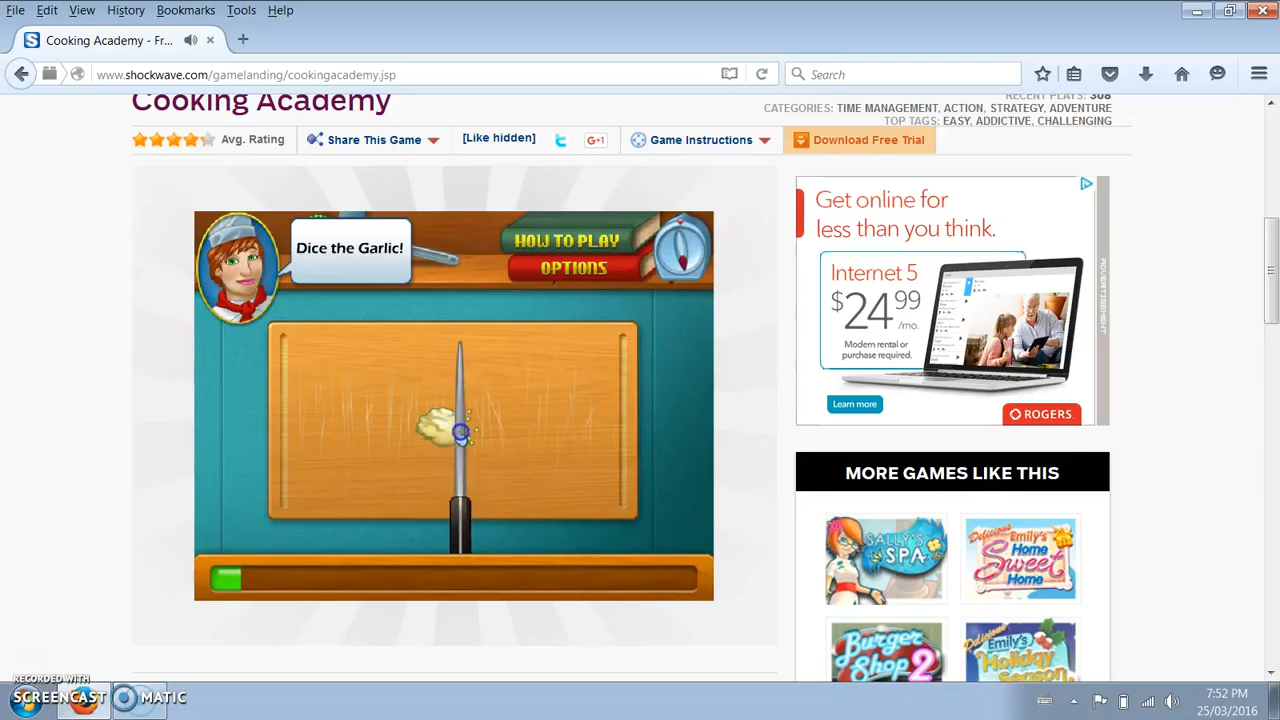 File Edit View History Bookmarks Tools Help
Cooking Academy - Fr...
www.shockwave.com/gamelanding/cookingacademy.jsp
Search
Cooking Academy
RECENT PLAYS: 308
CATEGORIES: TIME MANAGEMENT, ACTION, STRATEGY, ADVENTURE
TOP TAGS: EASY, ADDICTIVE, CHALLENGING
Avg. Rating
Share This Game
[Like hidden]
G+1
Game Instructions
Download Free Trial
Dice the Garlic!
HOW TO PLAY
OPTIONS
Get online for
less than you think.
Internet 5
$24.99
/mo.
Modem rental or
purchase required.
Learn more
ROGERS
ADVERTISEMENT
MORE GAMES LIKE THIS
SALLY'S
SPA
Delicious
Emily's
Home
Sweet
Home
Burger
Shop 2
Delicious
Emily's
Holiday
Season
RECORDED WITH
SCREENCAST
MATIC
7:52 PM
25/03/2016